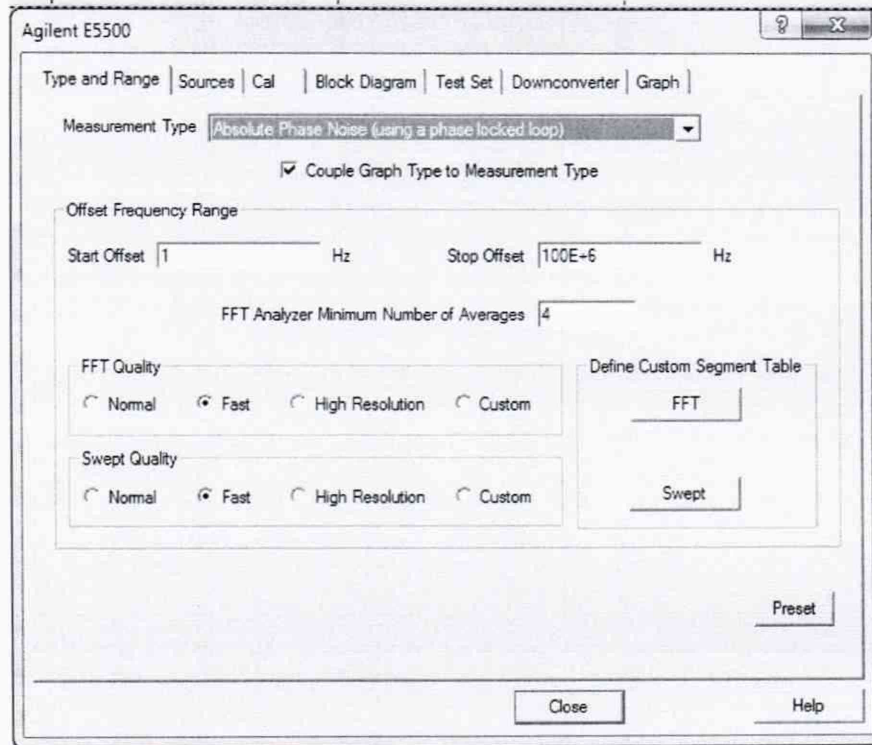 Agilent E5500
Type and Range Sources Cal Block Diagram Test Set Downconverter Graph
Measurement Type Absolute Phase Noise (using a phase locked loop)
Couple Graph Type to Measurement Type
Offset Frequency Range
Start Offset 1 Hz Stop Offset 100E+6 Hz
FFT Analyzer Minimum Number of Averages 4
FFT Quality
Normal Fast High Resolution Custom
Define Custom Segment Table
FFT
Swept Quality
Normal Fast High Resolution Custom
Swept
Preset
Close Help